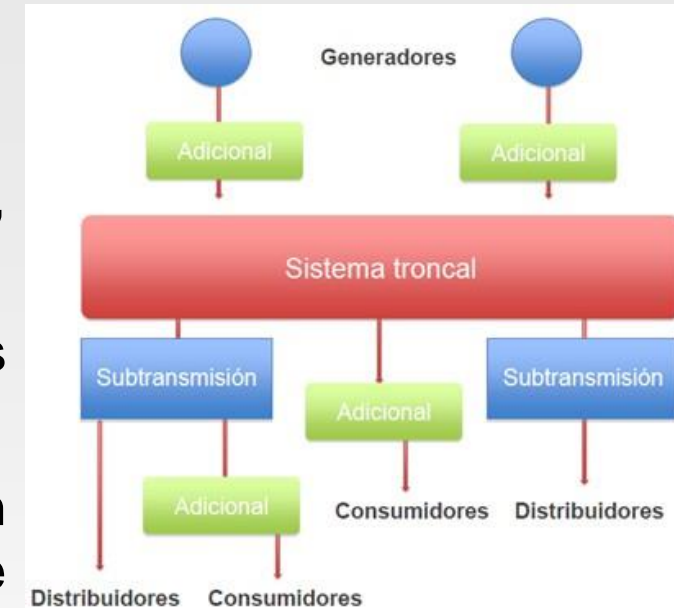 Generadores
Adicional Adicional
,
Sistema troncal
s
Subtransmisión Subtransmisión
Adicional
n
Adicional Consumidores Distribuidores
e
Distribuidores Consumidores